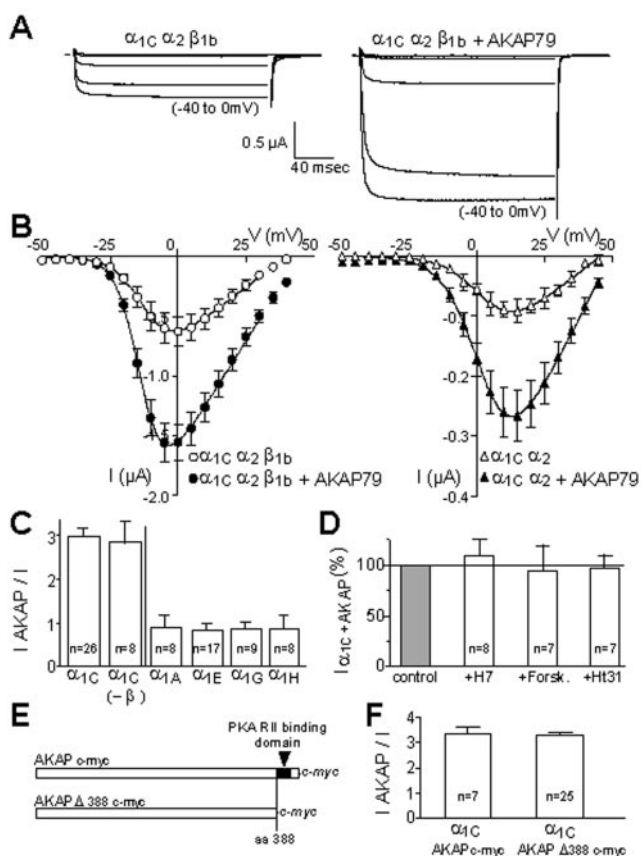 A
α1C α2 β1b
α1C α2 β1b + AKAP79
(-40 to 0mV)
0.5 µA
40 msec
(-40 to 0mV)
B
V (mV)
-50 -25 0 25 50
-1.0
-2.0
I (µA)
○ α1C α2 β1b
● α1C α2 β1b + AKAP79
V (mV)
-50 -25 0 25 50
-0.1
-0.2
-0.3
-0.4
I (µA)
△ α1C α2
▲ α1C α2 + AKAP79
C
I AKAP / I
3
2
1
0
n=26 n=8 n=8 n=17 n=9 n=8
α1C α1C α1A α1E α1G α1H
(−β)
D
I α1C + AKAP (%)
100
50
0
n=8 n=7 n=7
control +H7 +Forsk. +Ht31
E
PKA RII binding
domain
AKAP c-myc
c-myc
AKAP Δ 388 c-myc
c-myc
aa 388
F
I AKAP / I
4
3
2
1
0
n=7 n=25
α1C α1C
AKAP c-myc AKAP Δ388 c-myc